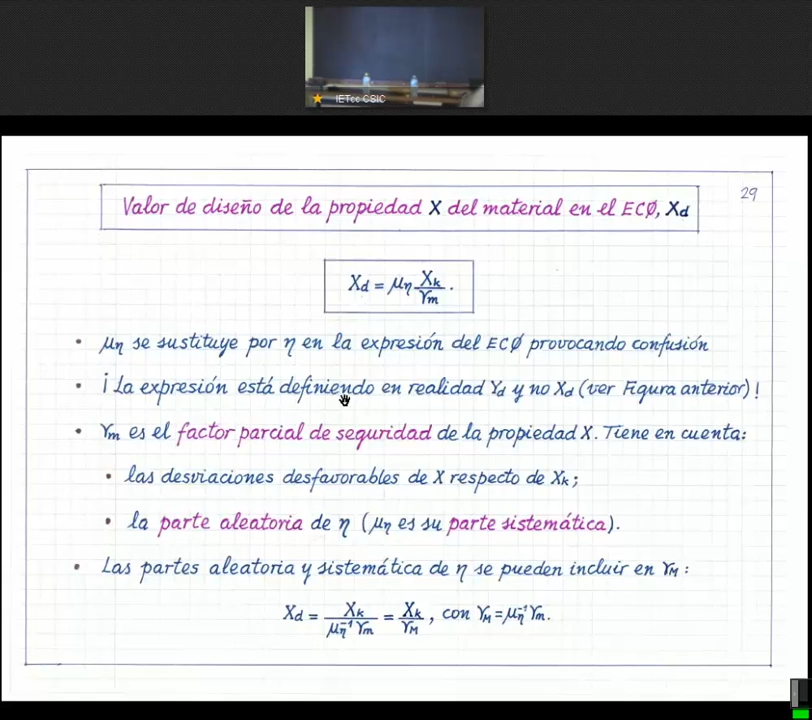 IETcc CSIC
29
Valor de diseño de la propiedad X del material en el ECØ, Xd
Xd = μη Xk/γm .
• μη se sustituye por η en la expresión del ECØ provocando confusión
• ¡ La expresión está definiendo en realidad Yd y no Xd (ver Figura anterior) !
• γm es el factor parcial de seguridad de la propiedad X. Tiene en cuenta:
• las desviaciones desfavorables de X respecto de Xk;
• la parte aleatoria de η (μη es su parte sistemática).
• Las partes aleatoria y sistemática de η se pueden incluir en γM :
Xd = Xk/μη⁻¹γm = Xk/γM , con γM = μη⁻¹γm.